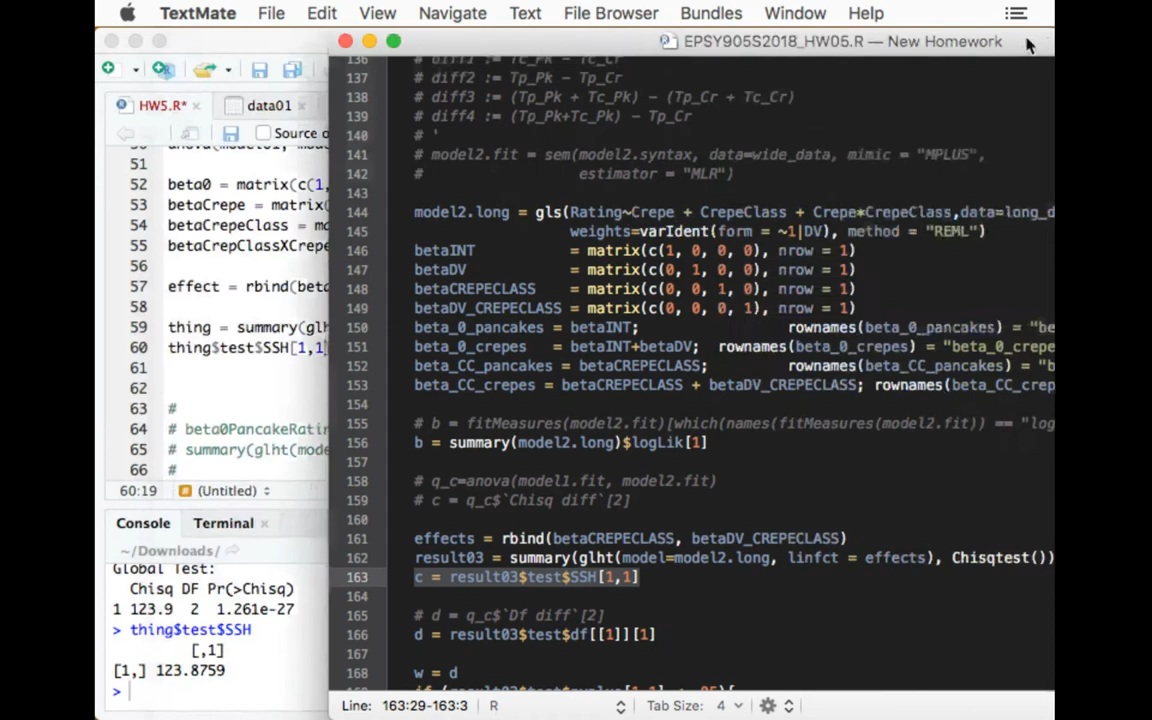 TextMate File Edit View Navigate Text File Browser Bundles Window Help
EPSY905S2018_HW05.R — New Homework
HW5.R* × data01 ×
Source o
51
52 beta0 = matrix(c(1,
53 betaCrepe = matrix(
54 betaCrepeClass = ma
55 betaCrepClassXCrepe
56
57 effect = rbind(bet
58
59 thing = summary(glh
60 thing$test$SSH[1,1]
61
62
63 #
64 # beta0PancakeRatin
65 # summary(glht(mode
66 #
60:19 (Untitled)
Console Terminal ×
~/Downloads/
Global Test:
Chisq DF Pr(>Chisq)
1 123.9 2 1.261e-27
> thing$test$SSH
[,1]
[1,] 123.8759
>
136 # diff1 := Tc_Pk - Tc_Cr
137 # diff2 := Tp_Pk - Tp_Cr
138 # diff3 := (Tp_Pk + Tc_Pk) - (Tp_Cr + Tc_Cr)
139 # diff4 := (Tp_Pk+Tc_Pk) - Tp_Cr
140 # '
141 # model2.fit = sem(model2.syntax, data=wide_data, mimic = "MPLUS",
142 # estimator = "MLR")
143
144 model2.long = gls(Rating~Crepe + CrepeClass + Crepe*CrepeClass,data=long_d
145 weights=varIdent(form = ~1|DV), method = "REML")
146 betaINT = matrix(c(1, 0, 0, 0), nrow = 1)
147 betaDV = matrix(c(0, 1, 0, 0), nrow = 1)
148 betaCREPECLASS = matrix(c(0, 0, 1, 0), nrow = 1)
149 betaDV_CREPECLASS = matrix(c(0, 0, 0, 1), nrow = 1)
150 beta_0_pancakes = betaINT; rownames(beta_0_pancakes) = "be
151 beta_0_crepes = betaINT+betaDV; rownames(beta_0_crepes) = "beta_0_crepe
152 beta_CC_pancakes = betaCREPECLASS; rownames(beta_CC_pancakes) = "b
153 beta_CC_crepes = betaCREPECLASS + betaDV_CREPECLASS; rownames(beta_CC_crep
154
155 # b = fitMeasures(model2.fit)[which(names(fitMeasures(model2.fit)) == "log
156 b = summary(model2.long)$logLik[1]
157
158 # q_c=anova(model1.fit, model2.fit)
159 # c = q_c$`Chisq diff`[2]
160
161 effects = rbind(betaCREPECLASS, betaDV_CREPECLASS)
162 result03 = summary(glht(model=model2.long, linfct = effects), Chisqtest())
163 c = result03$test$SSH[1,1]
164
165 # d = q_c$`Df diff`[2]
166 d = result03$test$df[[1]][1]
167
168 w = d
Line: 163:29-163:3 R Tab Size: 4